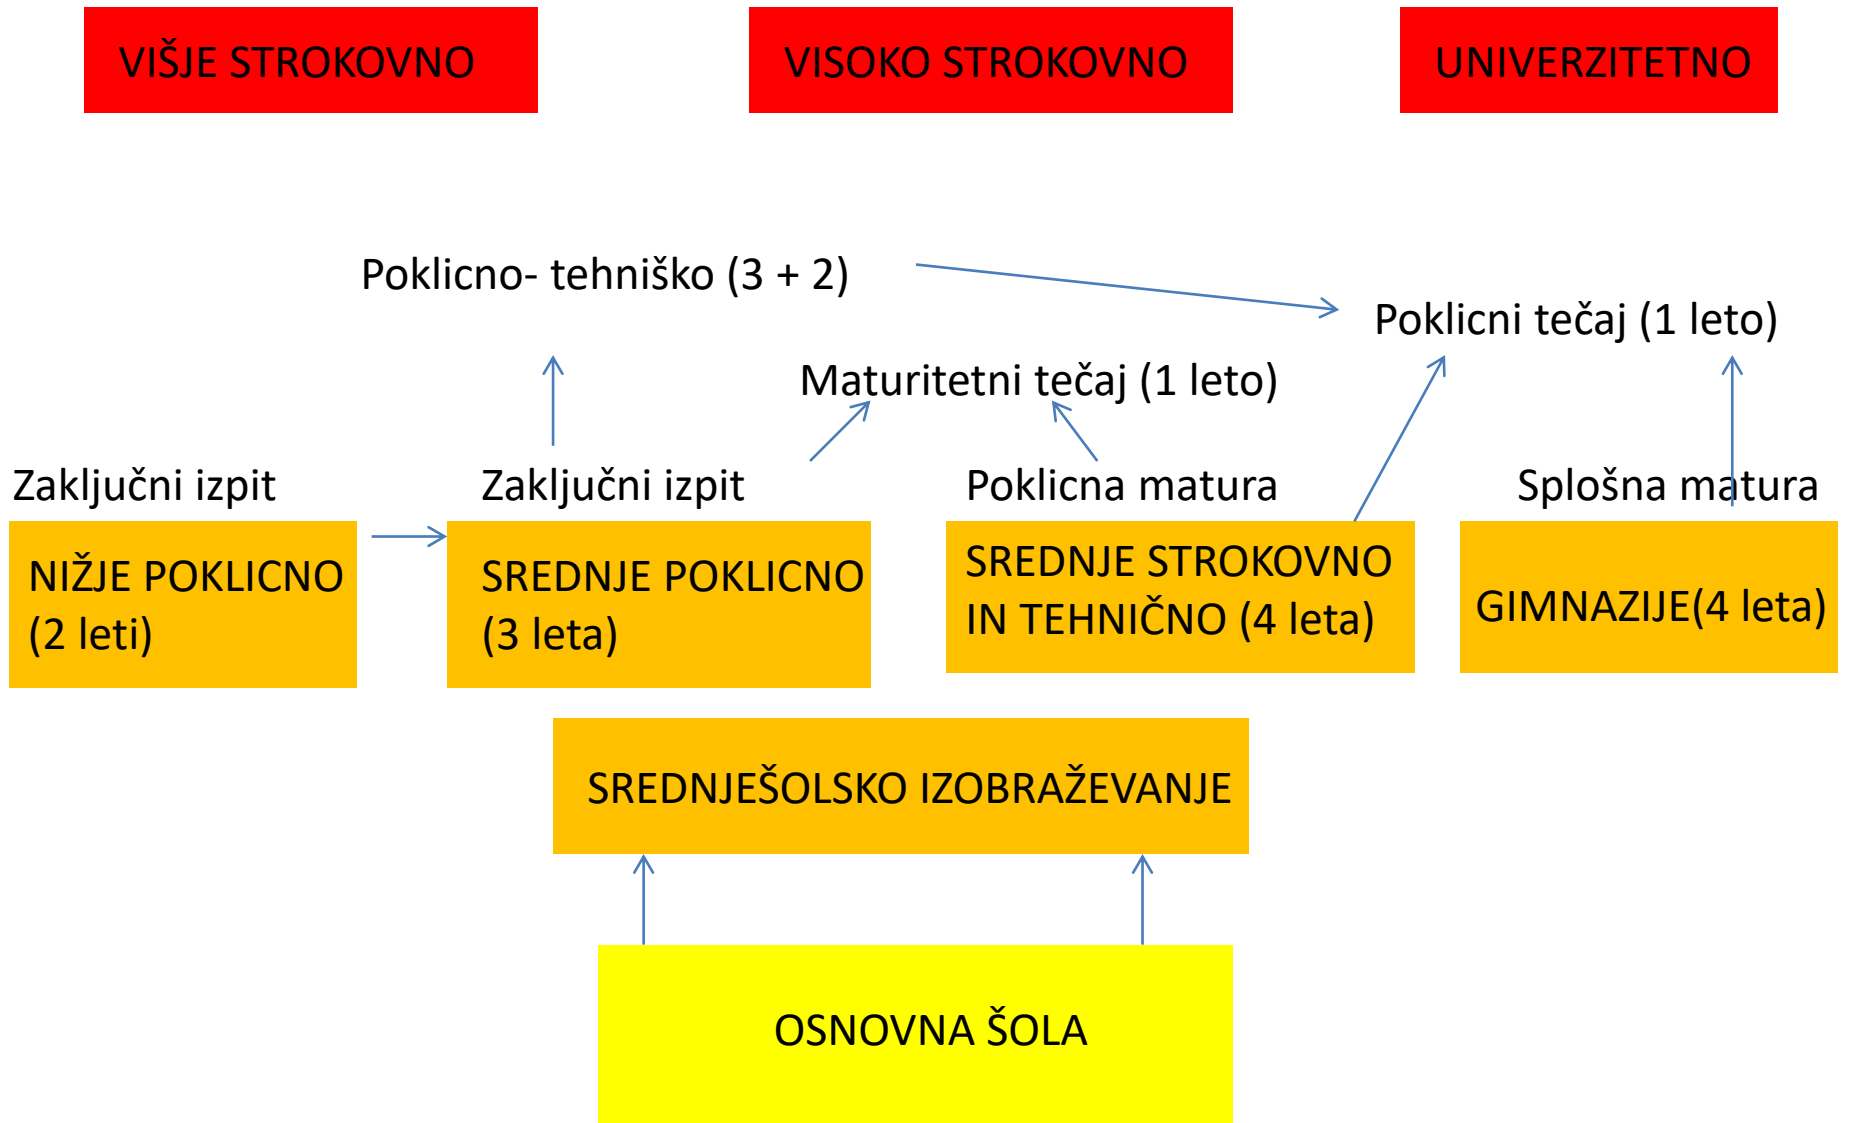 VIŠJE STROKOVNO
VISOKO STROKOVNO
UNIVERZITETNO
Poklicno- tehniško (3 + 2)
Poklicni tečaj (1 leto)
Maturitetni tečaj (1 leto)
Zaključni izpit
Zaključni izpit
Poklicna matura
Splošna matura
NIŽJE POKLICNO
(2 leti)
SREDNJE POKLICNO
(3 leta)
SREDNJE STROKOVNO
IN TEHNIČNO (4 leta)
GIMNAZIJE(4 leta)
SREDNJEŠOLSKO IZOBRAŽEVANJE
OSNOVNA ŠOLA